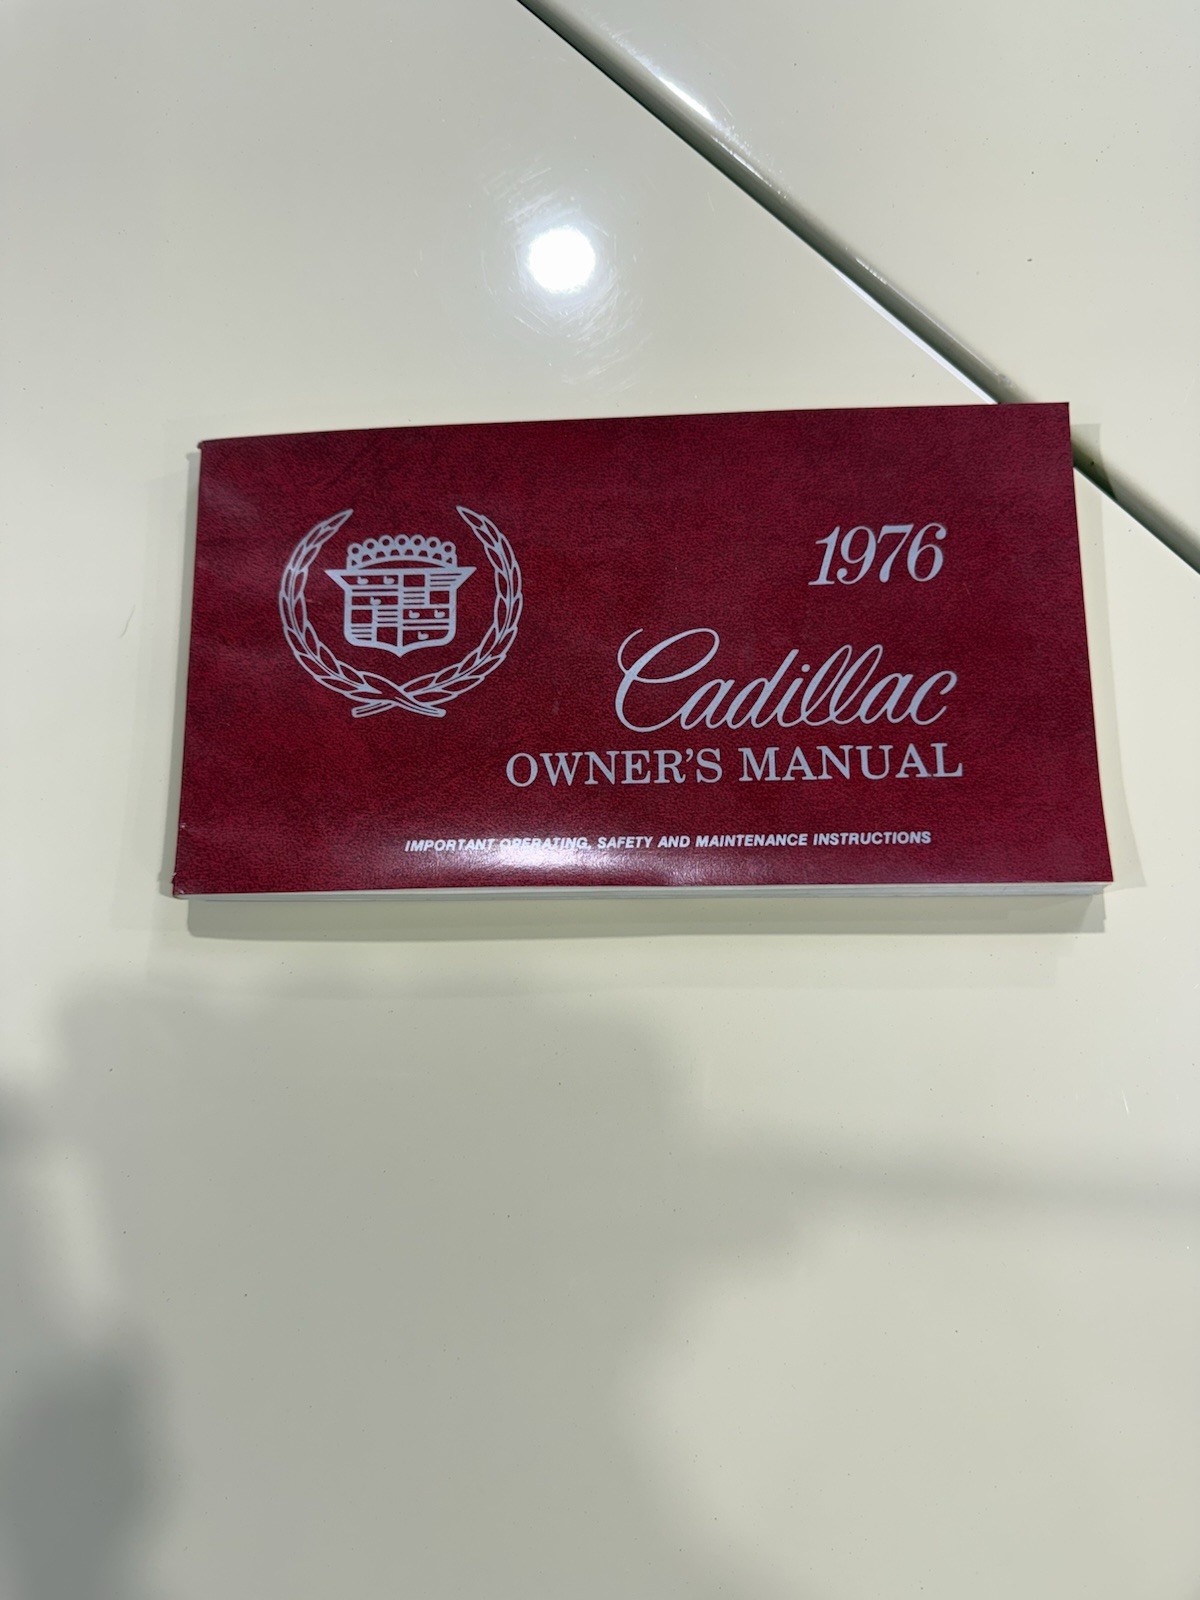 1976
Cadillac
OWNER'S MANUAL
IMPORTANT OPERATING, SAFETY AND MAINTENANCE INSTRUCTIONS